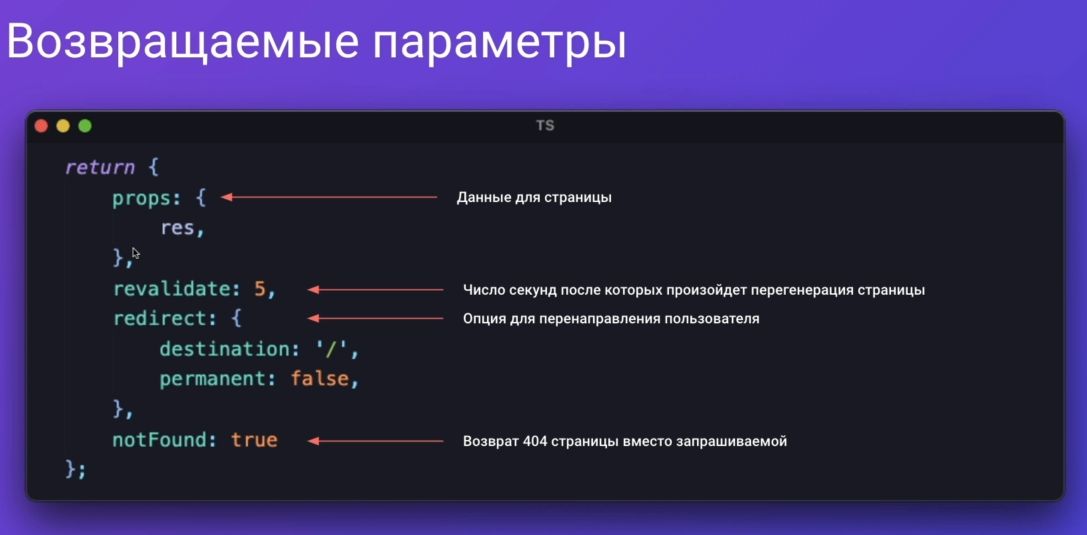 Возвращаемые параметры
TS
return {
props: { Данные для страницы
res,
},
revalidate: 5, Число секунд после которых произойдет перегенерация страницы
redirect: { Опция для перенаправления пользователя
destination: '/',
permanent: false,
},
notFound: true Возврат 404 страницы вместо запрашиваемой
};